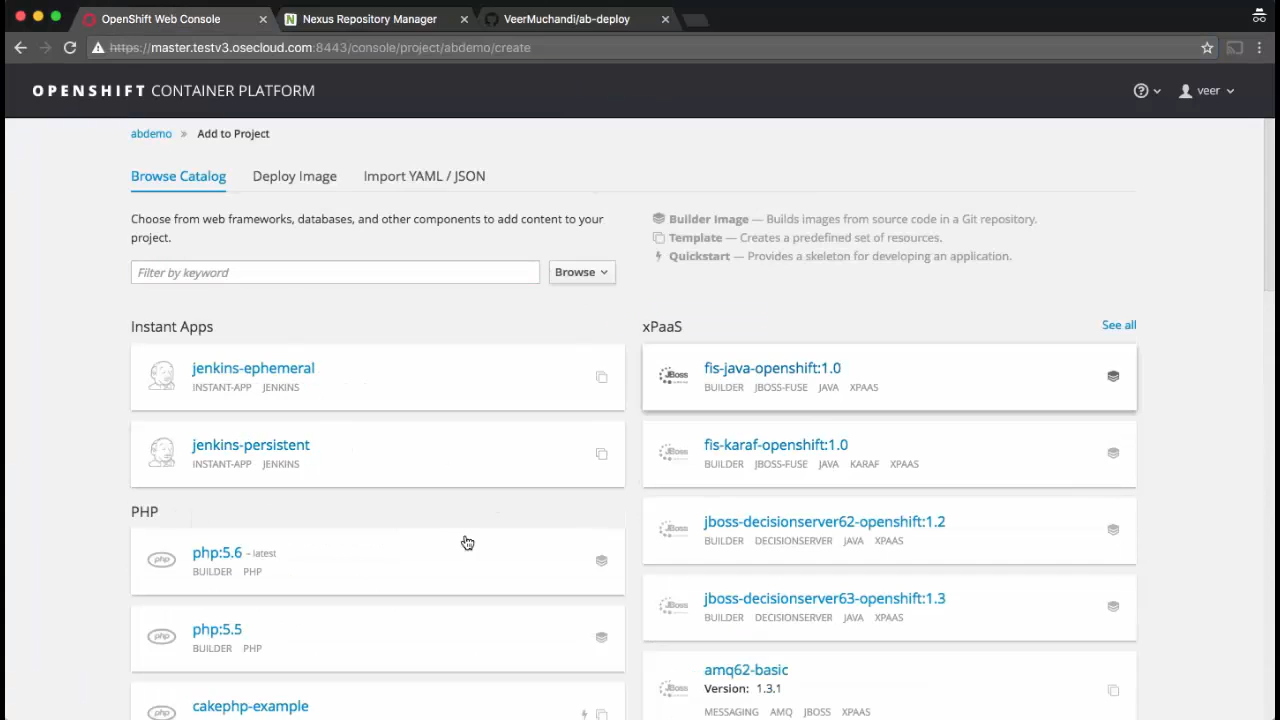 OpenShift Web Console
Nexus Repository Manager
VeerMuchandi/ab-deploy
https://master.testv3.osecloud.com:8443/console/project/abdemo/create
OPENSHIFT CONTAINER PLATFORM
veer
abdemo » Add to Project
Browse Catalog
Deploy Image
Import YAML / JSON
Choose from web frameworks, databases, and other components to add content to your
project.
Filter by keyword
Browse
Builder Image — Builds images from source code in a Git repository.
Template — Creates a predefined set of resources.
Quickstart — Provides a skeleton for developing an application.
Instant Apps
jenkins-ephemeral
INSTANT-APP JENKINS
jenkins-persistent
INSTANT-APP JENKINS
PHP
php
php:5.6 - latest
BUILDER PHP
php
php:5.5
BUILDER PHP
php
cakephp-example
xPaaS
See all
JBoss
fis-java-openshift:1.0
BUILDER JBOSS-FUSE JAVA XPAAS
JBoss
fis-karaf-openshift:1.0
BUILDER JBOSS-FUSE JAVA KARAF XPAAS
JBoss
jboss-decisionserver62-openshift:1.2
BUILDER DECISIONSERVER JAVA XPAAS
JBoss
jboss-decisionserver63-openshift:1.3
BUILDER DECISIONSERVER JAVA XPAAS
JBoss
amq62-basic
Version: 1.3.1
MESSAGING AMQ JBOSS XPAAS